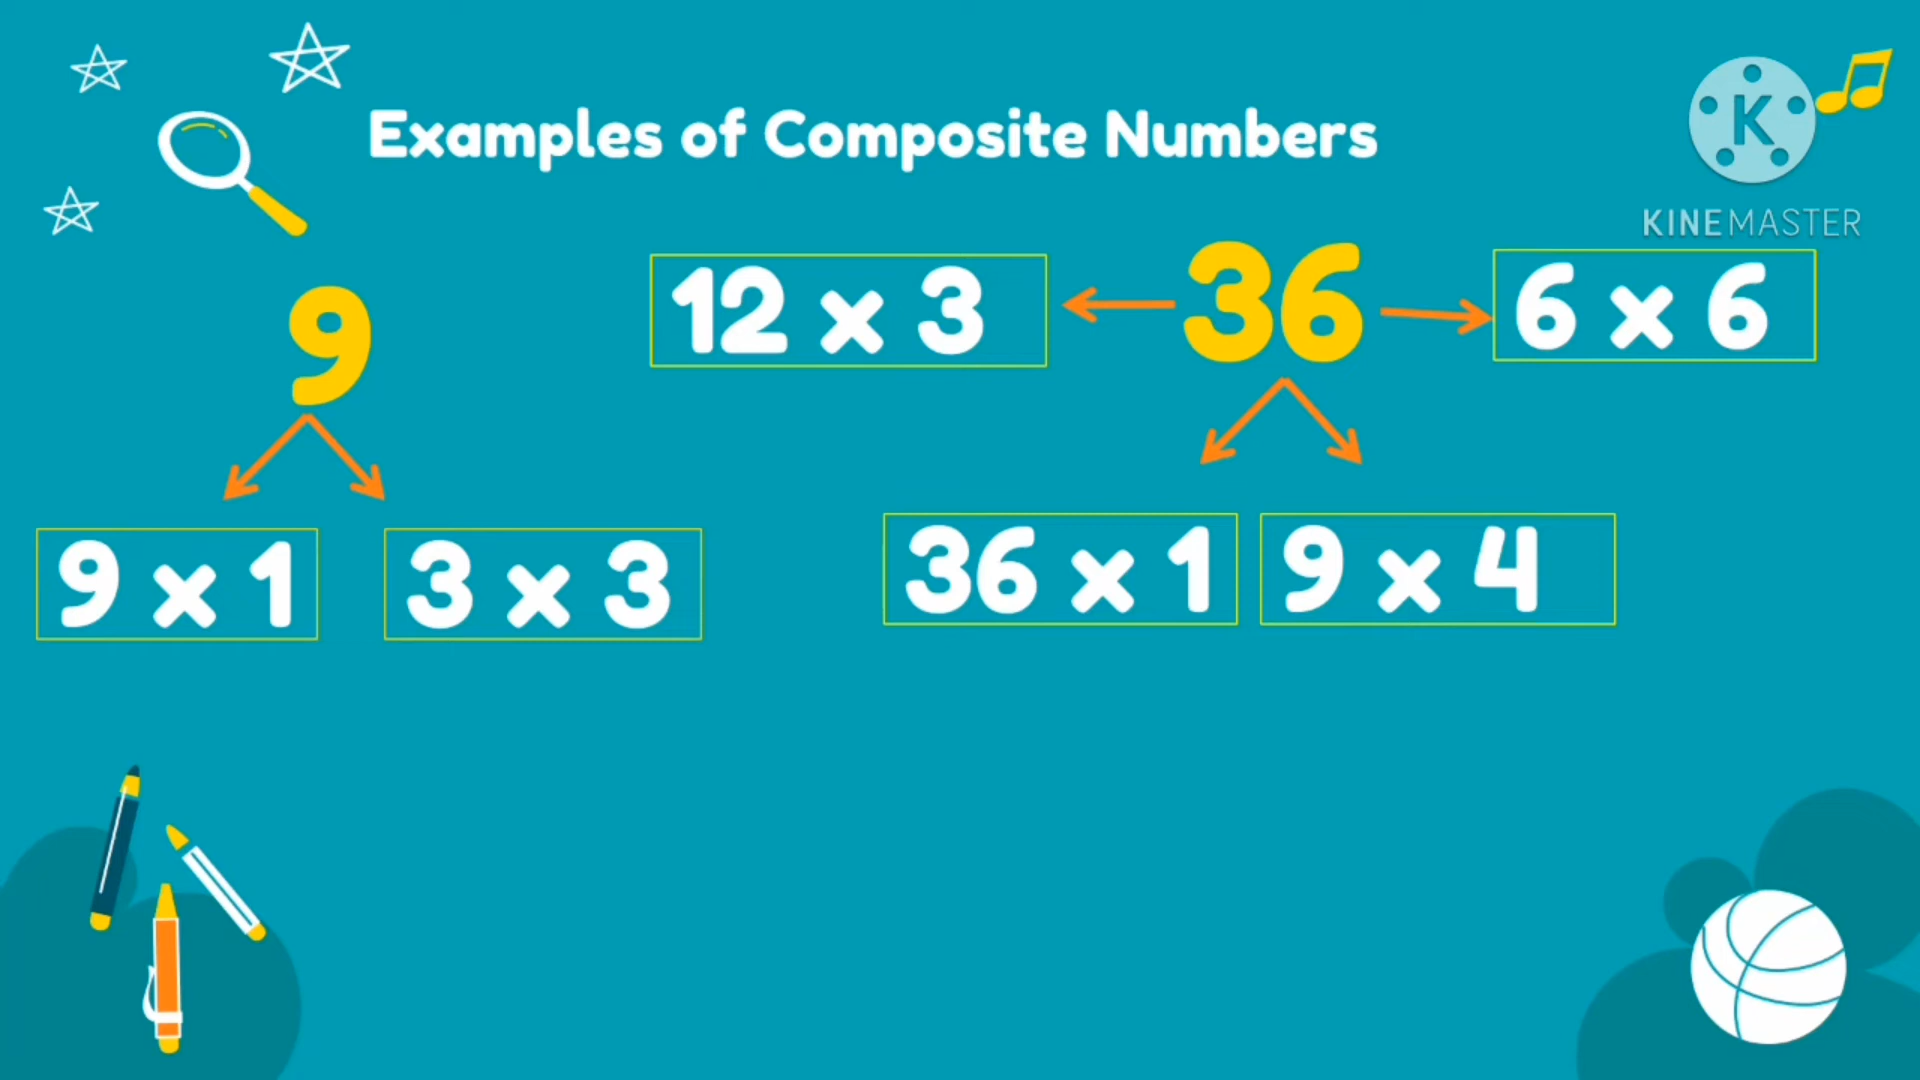 Examples of Composite Numbers
K
KINEMASTER
9
12 x 3
36
6 x 6
9 x 1
3 x 3
36 x 1
9 x 4